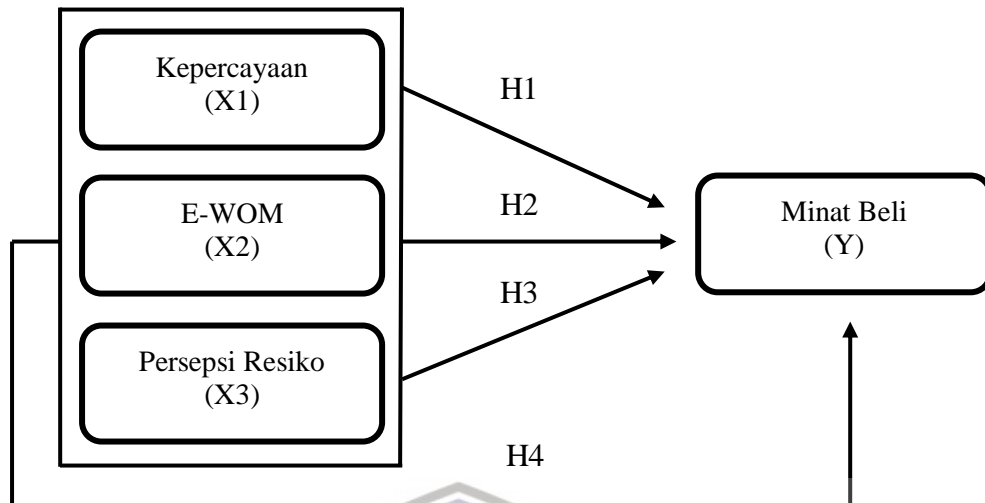 Kepercayaan
(X1)
H1
E-WOM
(X2)
H2
Minat Beli
(Y)
H3
Persepsi Resiko
(X3)
H4